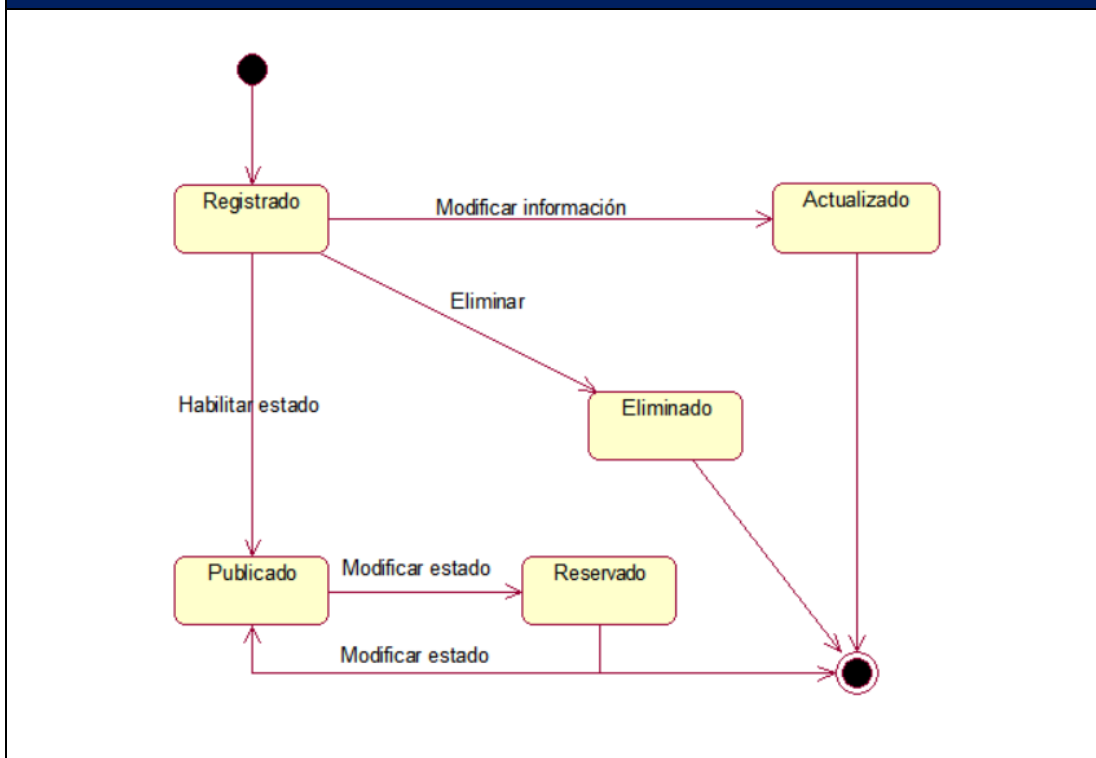 Registrado
Modificar información
Actualizado
Eliminar
Habilitar estado
Eliminado
Publicado
Modificar estado
Reservado
Modificar estado